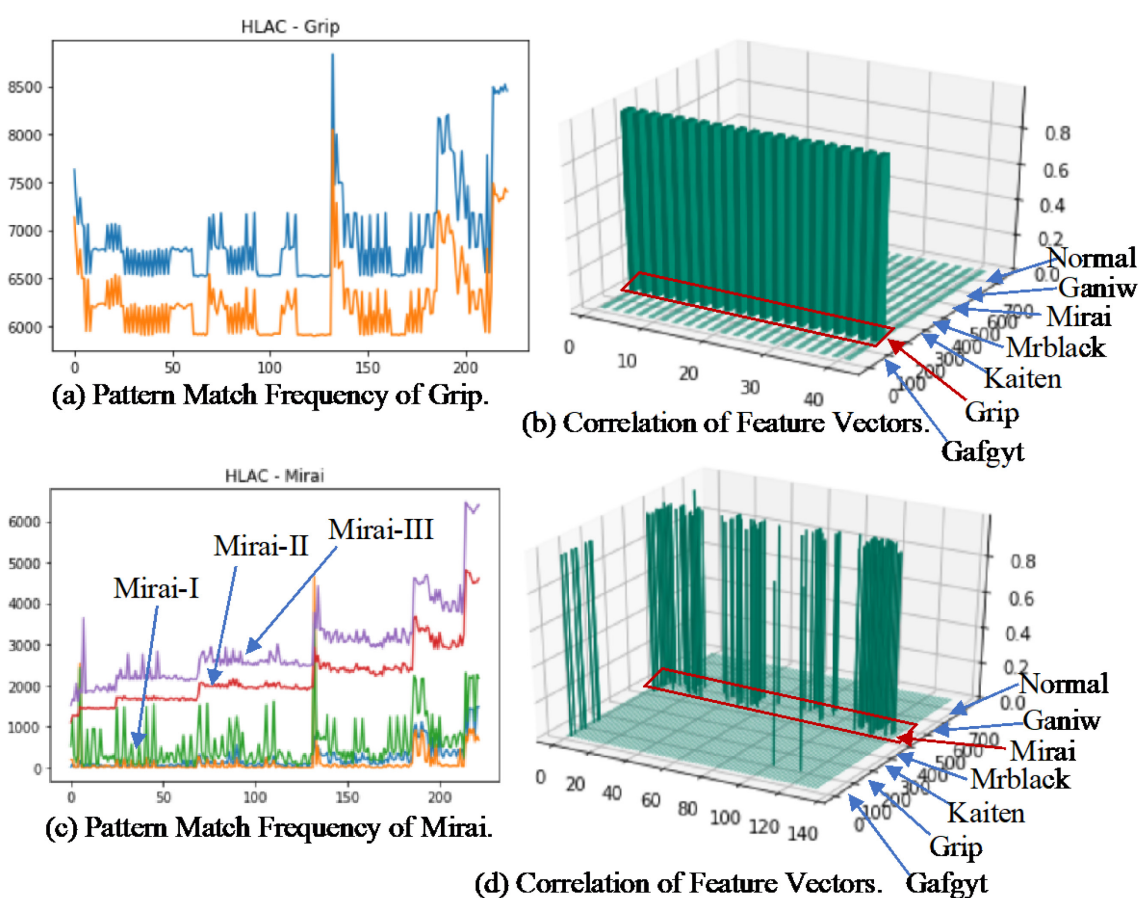 HLAC - Grip
8500
8000
7500
7000
6500
6000
0 50 100 150 200
(a) Pattern Match Frequency of Grip.
0.8
0.6
0.4
0.2
0.0
0 10 20 30 40
0 100 200 300 400 500 600 700
Normal
Ganiw
Mirai
Mrblack
Kaiten
Grip
Gafgyt
(b) Correlation of Feature Vectors.
HLAC - Mirai
6000
5000
4000
3000
2000
1000
0
0 50 100 150 200
Mirai-I
Mirai-II
Mirai-III
(c) Pattern Match Frequency of Mirai.
0.8
0.6
0.4
0.2
0.0
0 20 40 60 80 100 120 140
0 100 200 300 400 500 600 700
Normal
Ganiw
Mirai
Mrblack
Kaiten
Grip
Gafgyt
(d) Correlation of Feature Vectors.